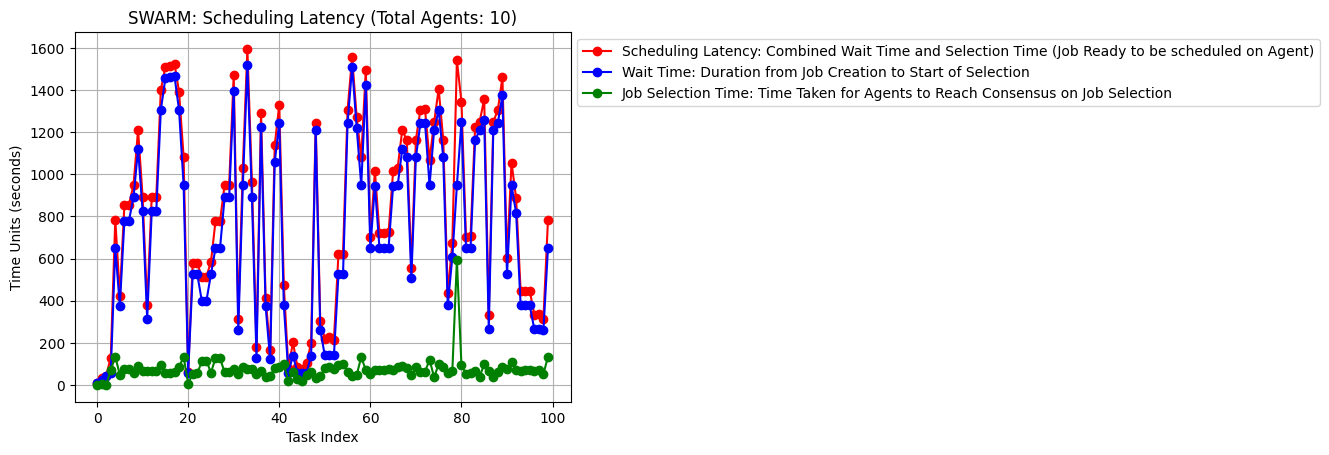 SWARM: Scheduling Latency (Total Agents: 10)
Scheduling Latency: Combined Wait Time and Selection Time (Job Ready to be scheduled on Agent)
Wait Time: Duration from Job Creation to Start of Selection
Job Selection Time: Time Taken for Agents to Reach Consensus on Job Selection
Time Units (seconds)
1600
1400
1200
1000
800
600
400
200
0
0 20 40 60 80 100
Task Index